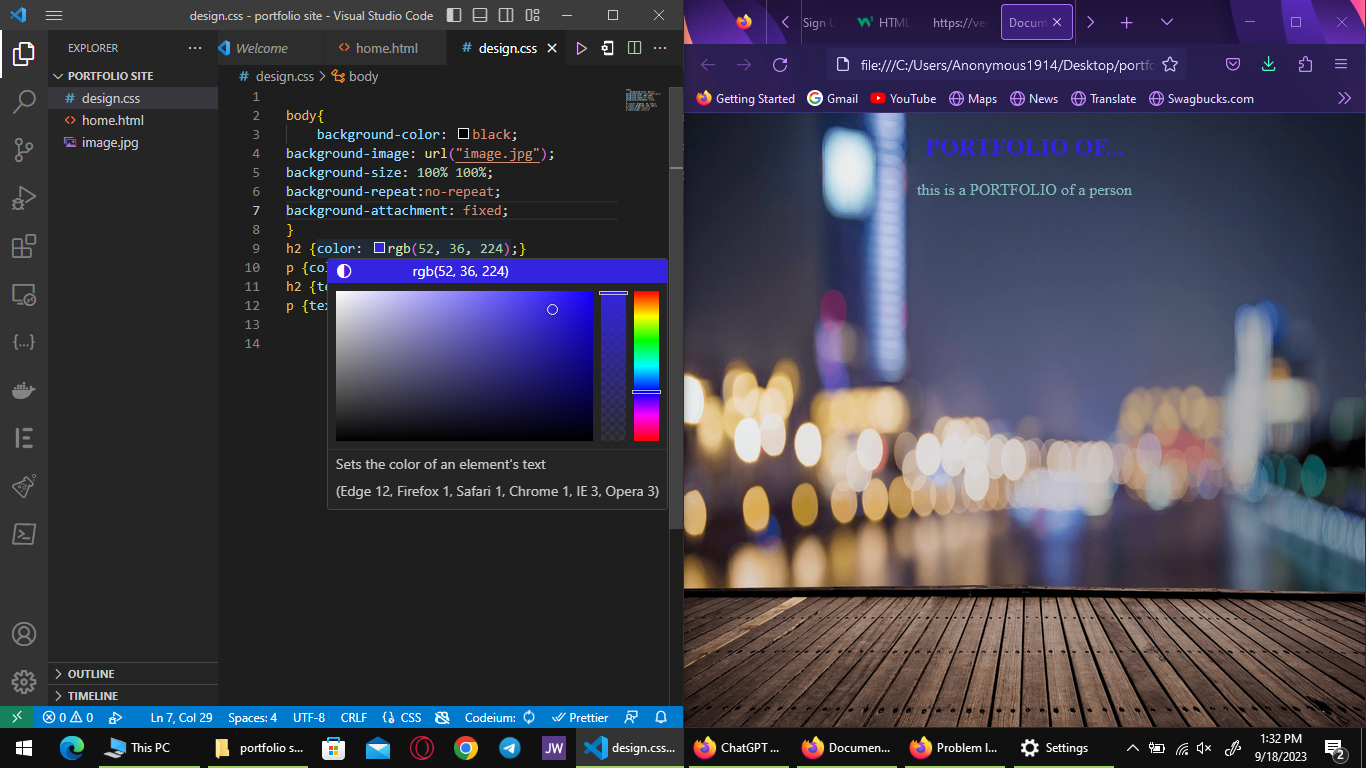 design.css - portfolio site - Visual Studio Code
EXPLORER
PORTFOLIO SITE
design.css
home.html
image.jpg
OUTLINE
TIMELINE
Welcome
home.html
design.css
design.css > body
1
2 body{
3 background-color: black;
4 background-image: url("image.jpg");
5 background-size: 100% 100%;
6 background-repeat:no-repeat;
7 background-attachment: fixed;
8 }
9 h2 {color: rgb(52, 36, 224);}
10 p {col
11 h2 {te
12 p {tex
13
14
rgb(52, 36, 224)
Sets the color of an element's text
(Edge 12, Firefox 1, Safari 1, Chrome 1, IE 3, Opera 3)
0 0
Ln 7, Col 29
Spaces: 4
UTF-8
CRLF
CSS
Codeium:
Prettier
Sign
HTML
https://ve
Docum
file:///C:/Users/Anonymous1914/Desktop/portfo
Getting Started
Gmail
YouTube
Maps
News
Translate
Swagbucks.com
PORTFOLIO OF...
this is a PORTFOLIO of a person
This PC
portfolio s...
JW
design.css...
ChatGPT ...
Documen...
Problem l...
Settings
1:32 PM
9/18/2023
2